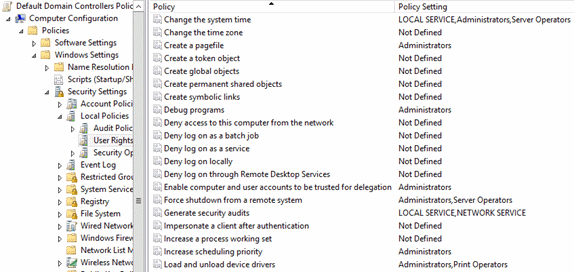 Default Domain Controllers Polic
Computer Configuration
Policies
Software Settings
Windows Settings
Name Resolution
Scripts (Startup/Sh
Security Settings
Account Polici
Local Policies
Audit Polic
User Rights
Security Op
Event Log
Restricted Grou
System Service
Registry
File System
Wired Network
Windows Firew
Network List M
Wireless Netwo
Policy
Policy Setting
Change the system time
LOCAL SERVICE,Administrators,Server Operators
Change the time zone
Not Defined
Create a pagefile
Administrators
Create a token object
Not Defined
Create global objects
Not Defined
Create permanent shared objects
Not Defined
Create symbolic links
Not Defined
Debug programs
Administrators
Deny access to this computer from the network
Not Defined
Deny log on as a batch job
Not Defined
Deny log on as a service
Not Defined
Deny log on locally
Not Defined
Deny log on through Remote Desktop Services
Not Defined
Enable computer and user accounts to be trusted for delegation
Administrators
Force shutdown from a remote system
Administrators,Server Operators
Generate security audits
LOCAL SERVICE,NETWORK SERVICE
Impersonate a client after authentication
Not Defined
Increase a process working set
Not Defined
Increase scheduling priority
Administrators
Load and unload device drivers
Administrators,Print Operators